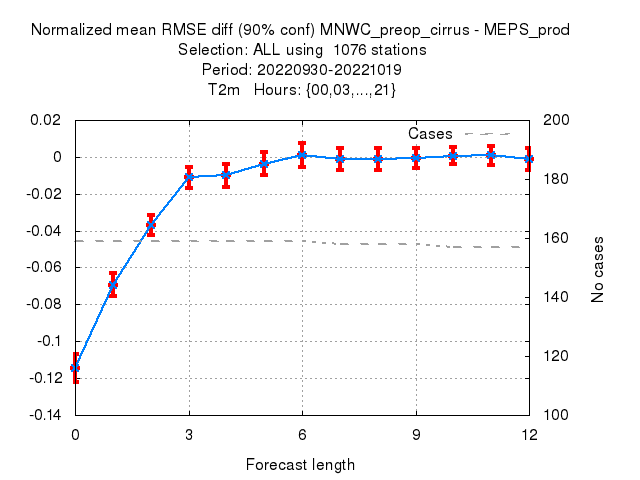 Normalized mean RMSE diff (90% conf) MNWC_preop_cirrus - MEPS_prod
Selection: ALL using  1076 stations
Period: 20220930-20221019
T2m   Hours: {00,03,...,21}
Cases
0.02
0
-0.02
-0.04
-0.06
-0.08
-0.1
-0.12
-0.14
200
180
160
140
120
100
No cases
0 3 6 9 12
Forecast length